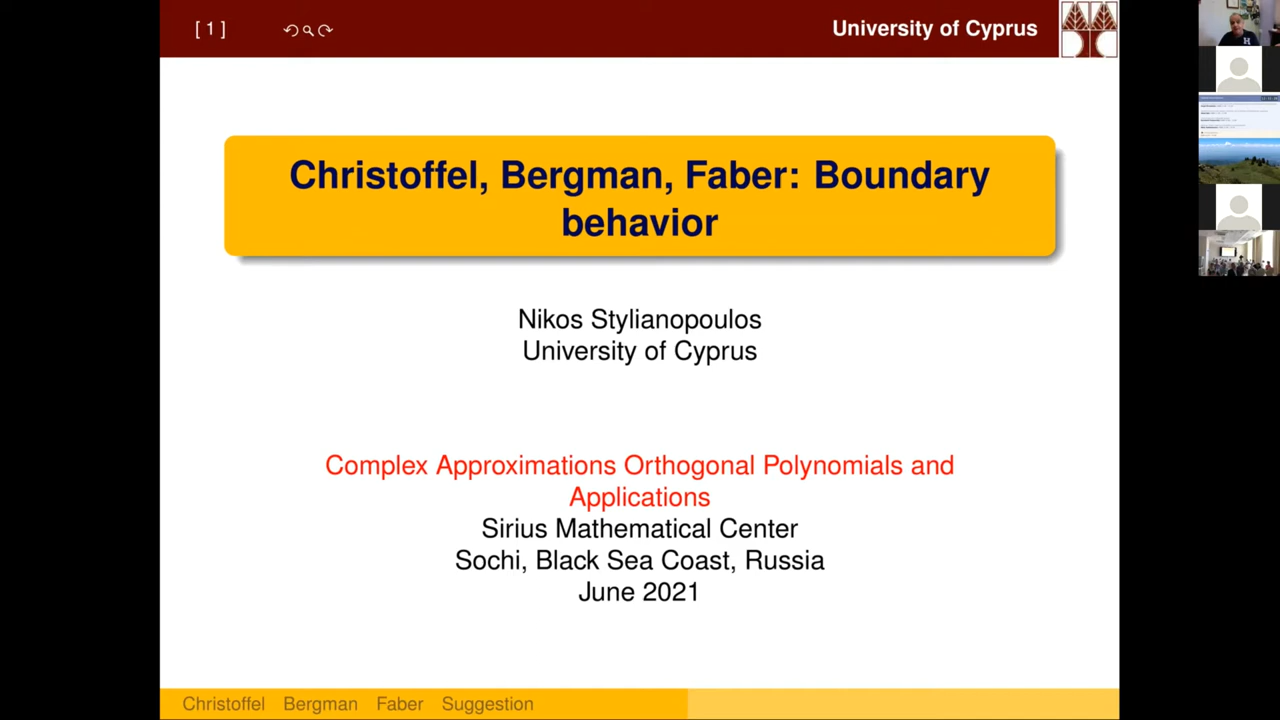 [ 1 ]
University of Cyprus
Christoffel, Bergman, Faber: Boundary
behavior
Nikos Stylianopoulos
University of Cyprus
Complex Approximations Orthogonal Polynomials and
Applications
Sirius Mathematical Center
Sochi, Black Sea Coast, Russia
June 2021
Christoffel Bergman Faber Suggestion